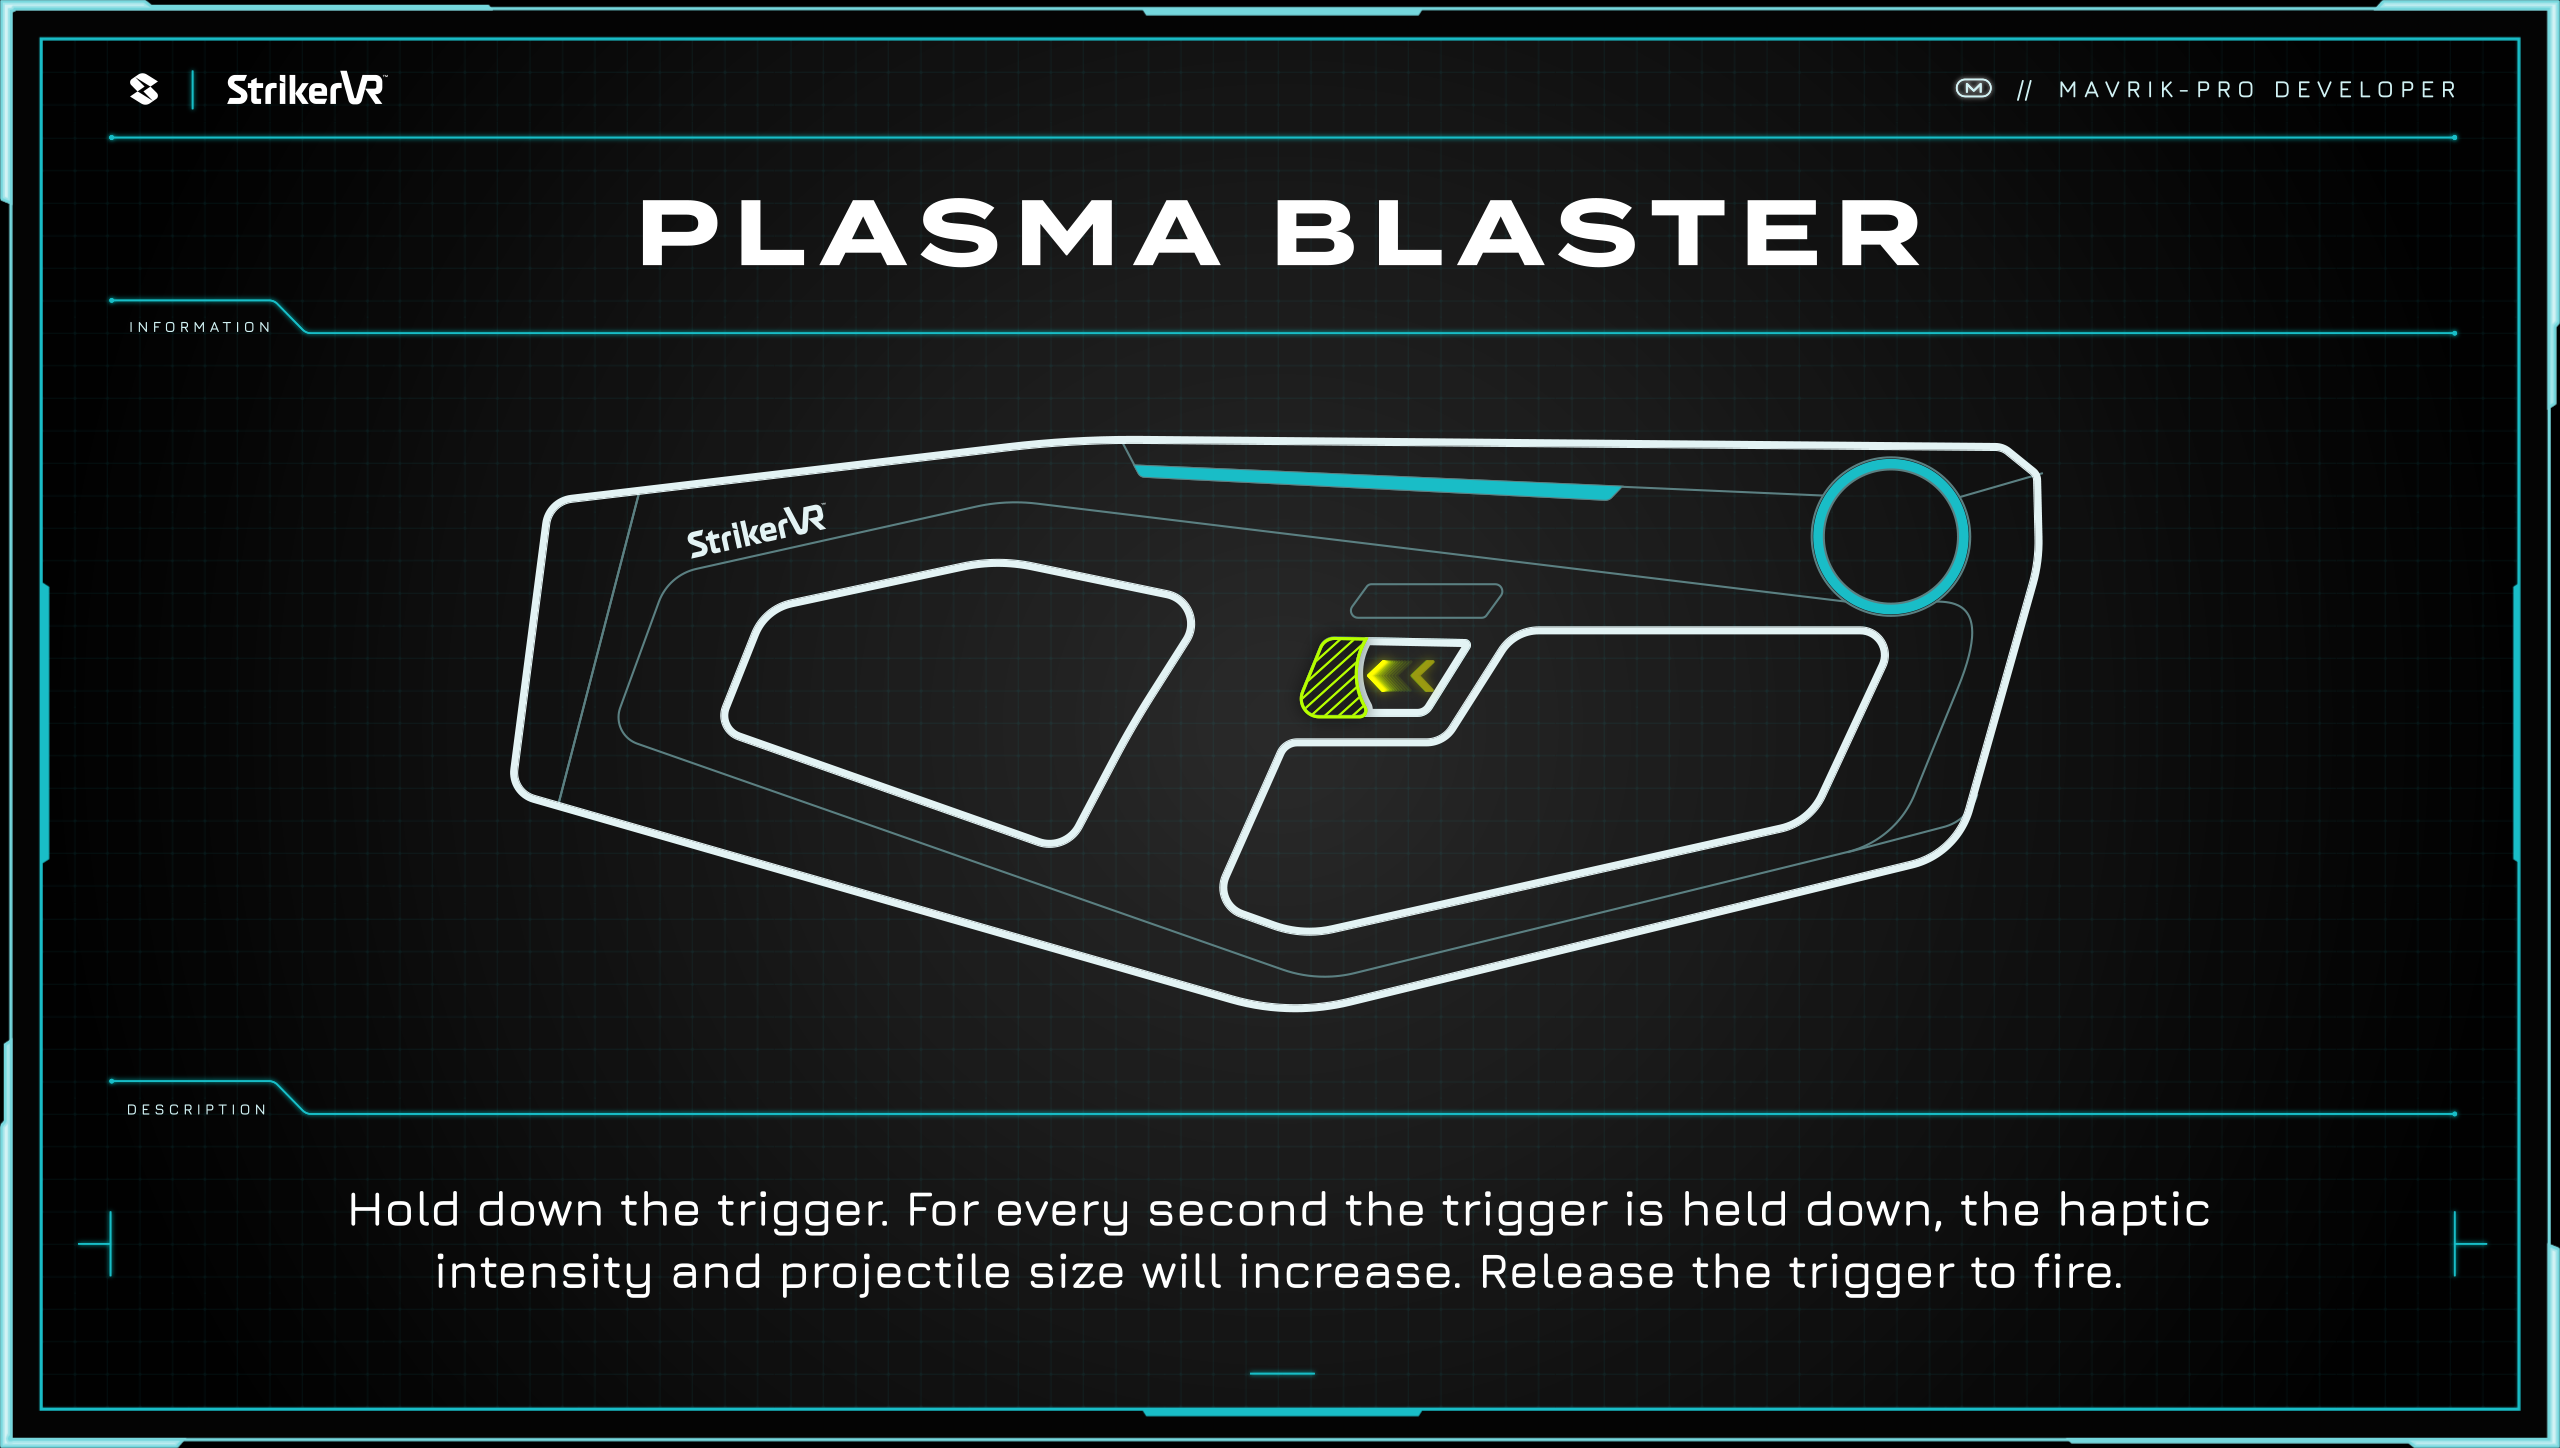 StrikerVR™
// MAVRIK-PRO DEVELOPER
PLASMA BLASTER
INFORMATION
StrikerVR
DESCRIPTION
Hold down the trigger. For every second the trigger is held down, the haptic
intensity and projectile size will increase. Release the trigger to fire.